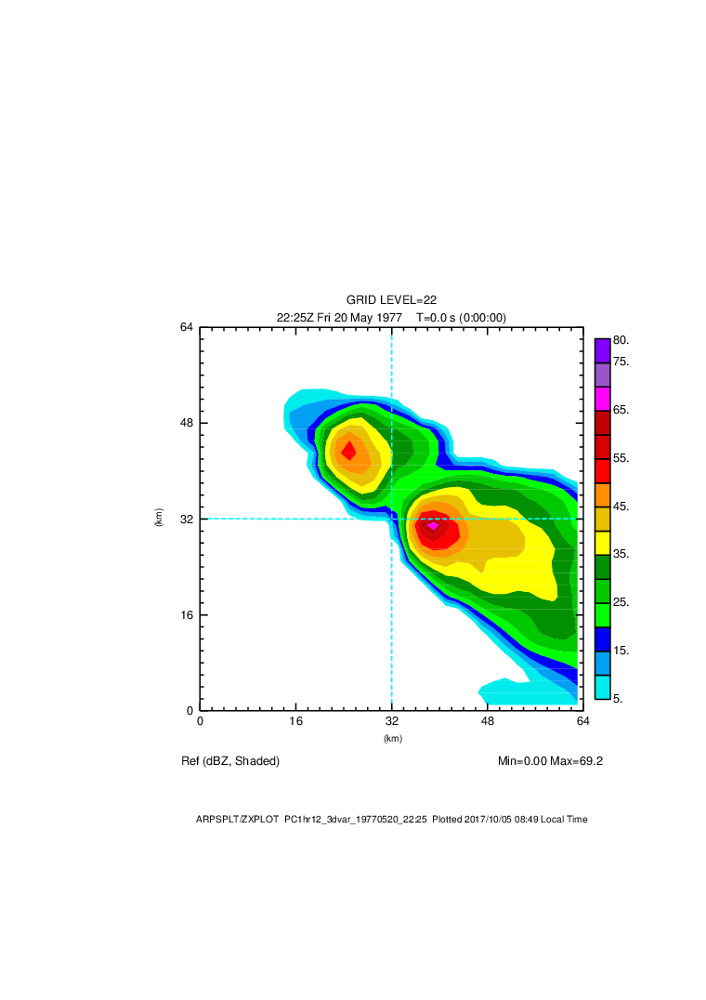 GRID LEVEL=22
22:25Z Fri 20 May 1977 T=0.0 s (0:00:00)
64
48
32
16
0
(km)
0 16 32 48 64
(km)
80.
75.
65.
55.
45.
35.
25.
15.
5.
Ref (dBZ, Shaded) Min=0.00 Max=69.2
ARPSPLT/ZXPLOT PC1hr12_3dvar_19770520_22:25 Plotted 2017/10/05 08:49 Local Time